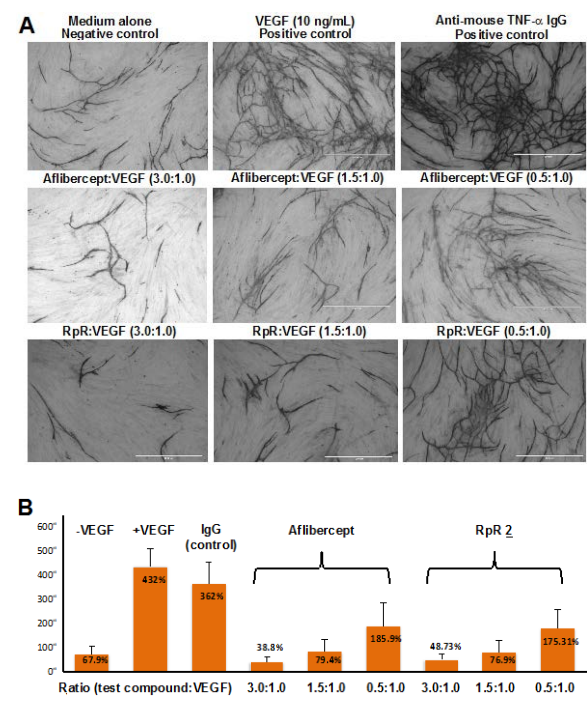 A
Medium alone
Negative control
VEGF (10 ng/mL)
Positive control
Anti-mouse TNF-α IgG
Positive control
Aflibercept:VEGF (3.0:1.0)
Aflibercept:VEGF (1.5:1.0)
Aflibercept:VEGF (0.5:1.0)
RpR:VEGF (3.0:1.0)
RpR:VEGF (1.5:1.0)
RpR:VEGF (0.5:1.0)
B
600"
500"
400"
300"
200"
100"
0"
-VEGF
+VEGF
IgG
(control)
Aflibercept
RpR 2
67.9%
432%
362%
38.8%
79.4%
185.9%
48.73%
76.9%
175.31%
Ratio (test compound:VEGF)
3.0:1.0
1.5:1.0
0.5:1.0
3.0:1.0
1.5:1.0
0.5:1.0